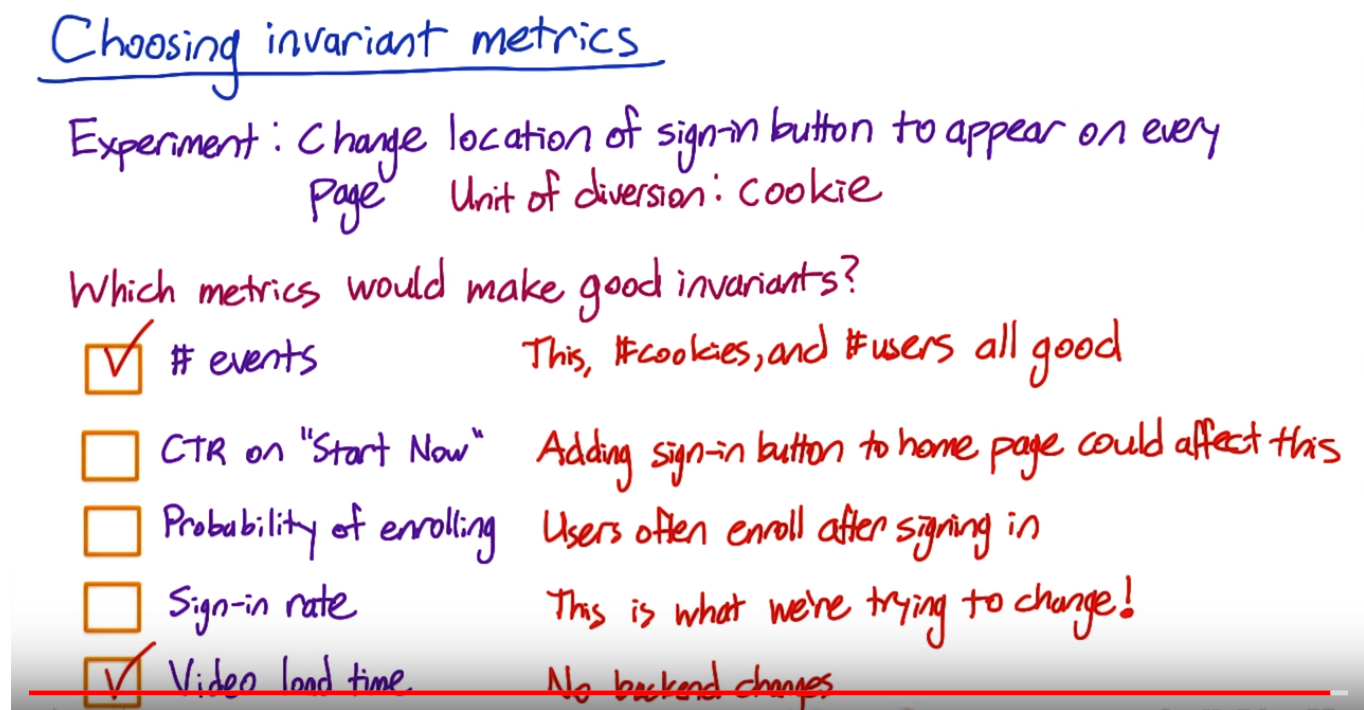 Choosing invariant metrics
Experiment: Change location of sign-in button to appear on every
page Unit of diversion: cookie
Which metrics would make good invariants?
# events This, #cookies, and #users all good
CTR on "Start Now" Adding sign-in button to home page could affect this
Probability of enrolling Users often enroll after signing in
Sign-in rate This is what we're trying to change!
Video load time No backend changes